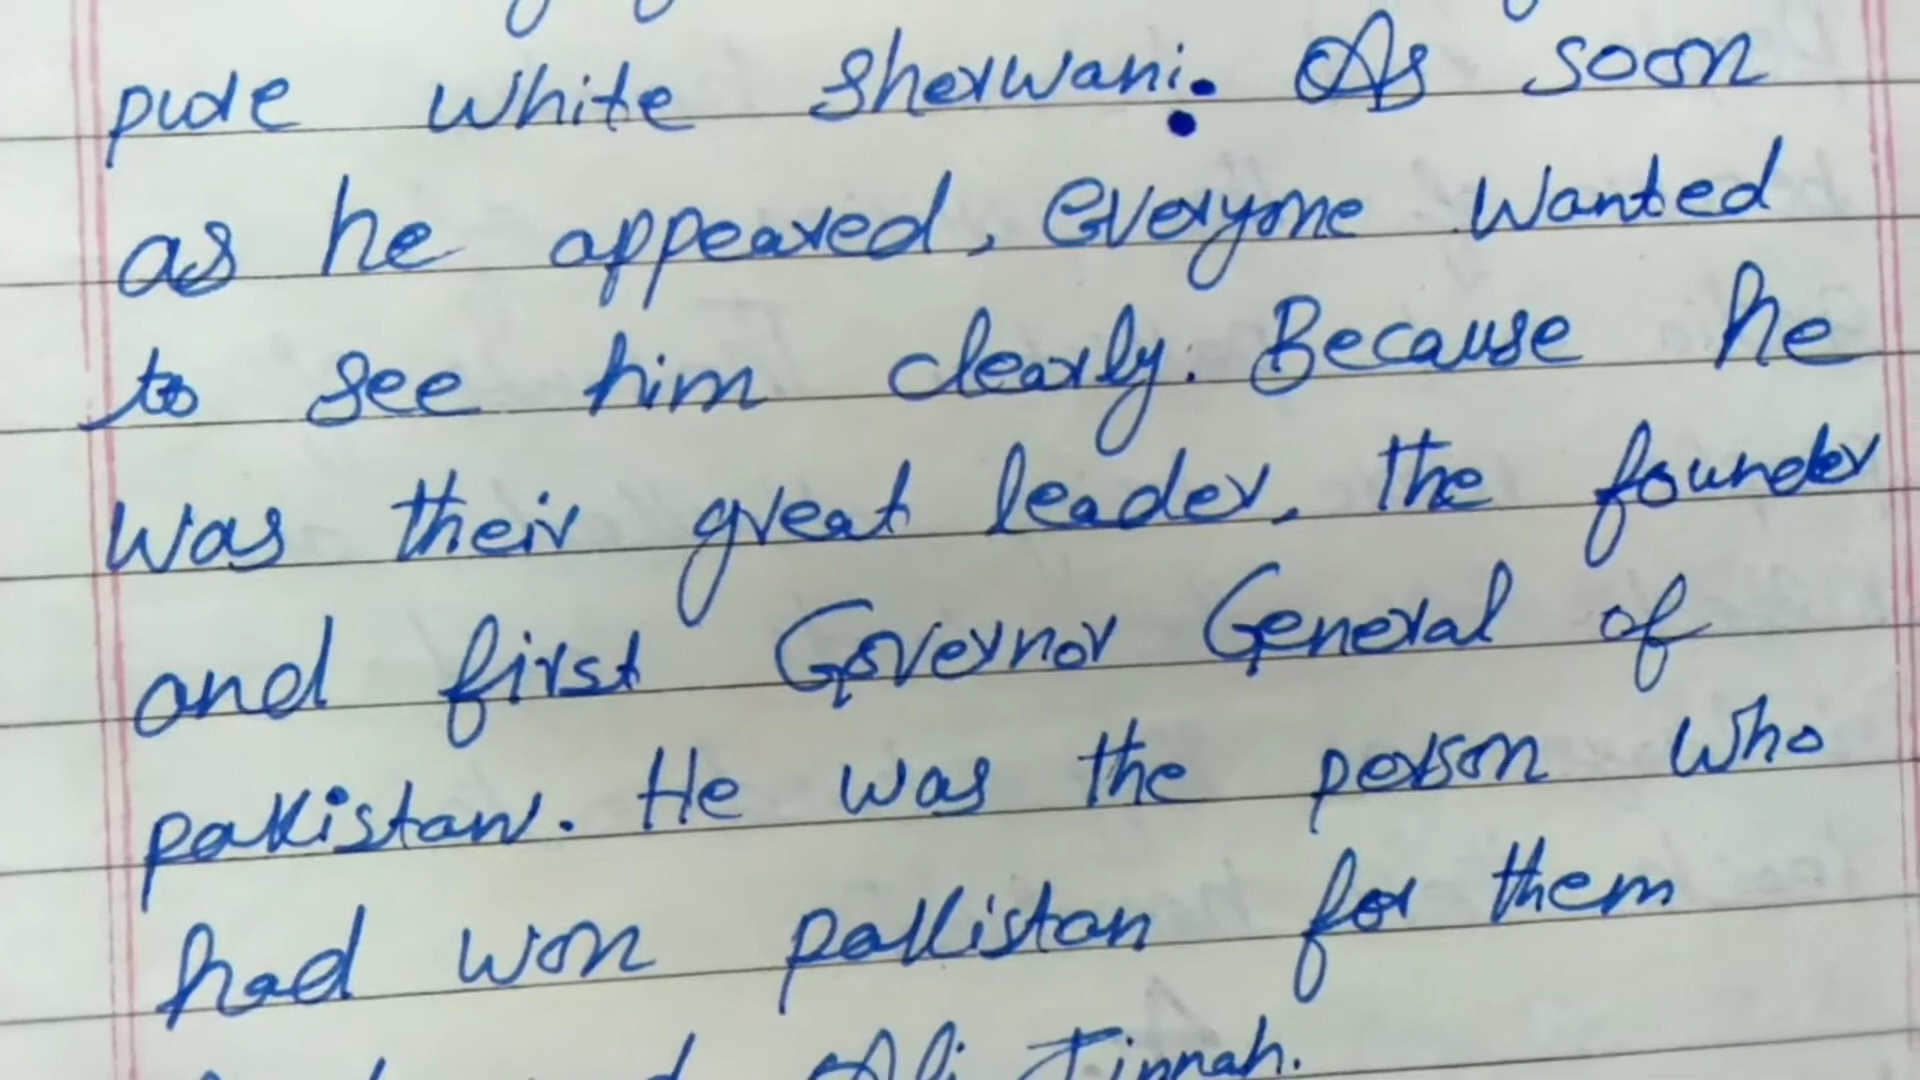 pure white sherwani. As soon
as he appeared, everyone wanted
to see him clearly. Because he
was their great leader, the founder
and first Governor General of
pakistan. He was the person who
had won pakistan for them
Ali Jinnah.